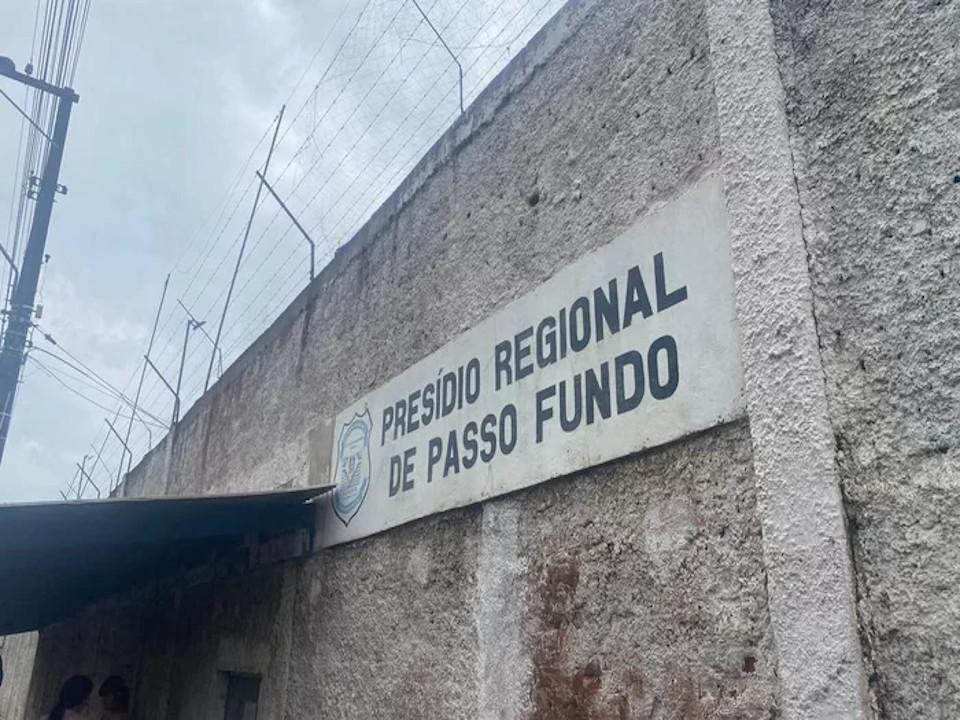 PRESÍDIO REGIONAL
DE PASSO FUNDO